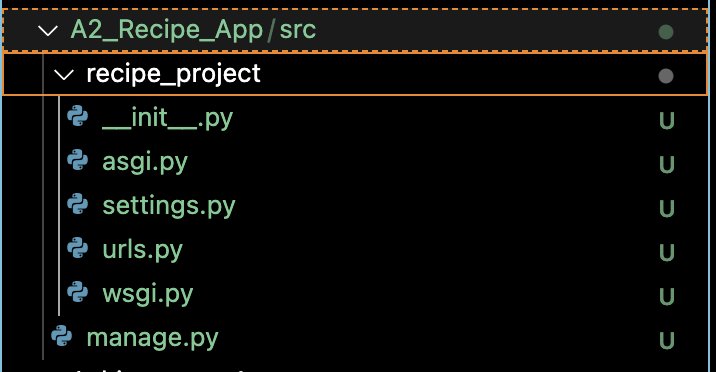 A2_Recipe_App/src
recipe_project
__init__.py U
asgi.py U
settings.py U
urls.py U
wsgi.py U
manage.py U